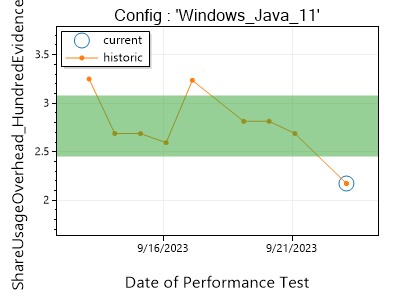 Config : 'Windows_Java_11'
ShareUsageOverhead_HundredEvidence
current
historic
3.5
3
2.5
2
9/16/2023
9/21/2023
Date of Performance Test